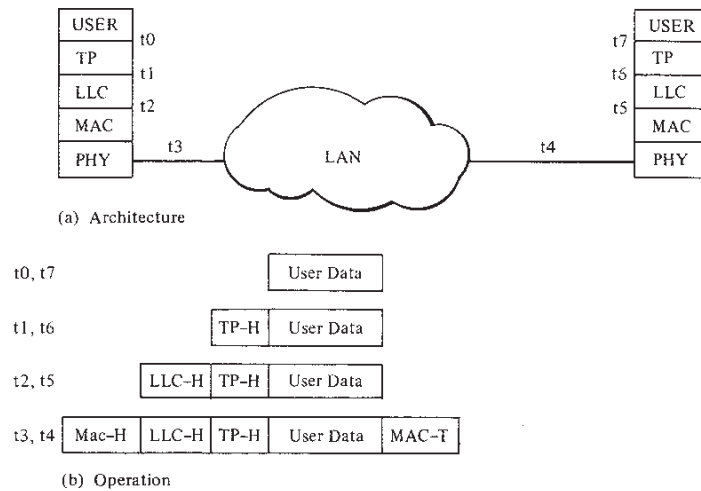 USER USER
t0 t7
TP TP
t1 t6
LLC LLC
t2 t5
MAC MAC
t3 t4
PHY LAN PHY
(a) Architecture
t0, t7 User Data
t1, t6 TP-H User Data
t2, t5 LLC-H TP-H User Data
t3, t4 Mac-H LLC-H TP-H User Data MAC-T
(b) Operation